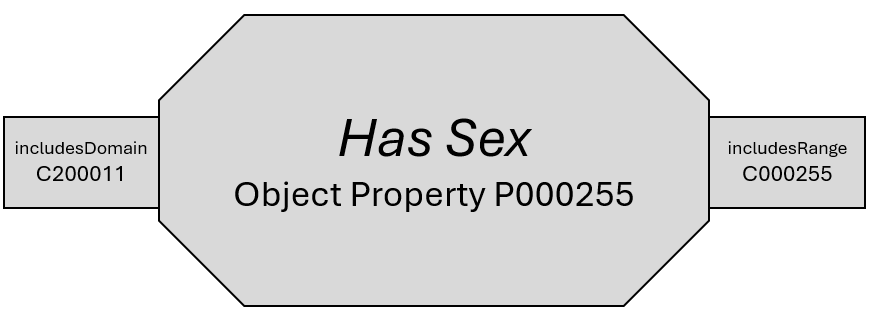 includesDomain
C200011
Has Sex
Object Property P000255
includesRange
C000255